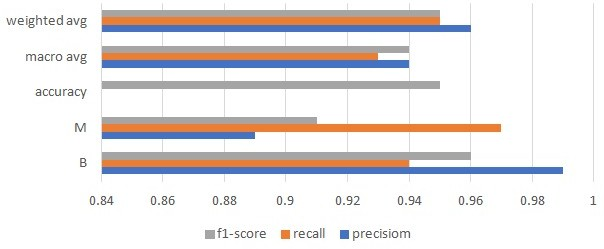 weighted avg
macro avg
accuracy
M
B
0.84 0.86 0.88 0.9 0.92 0.94 0.96 0.98 1
f1-score recall precisiom